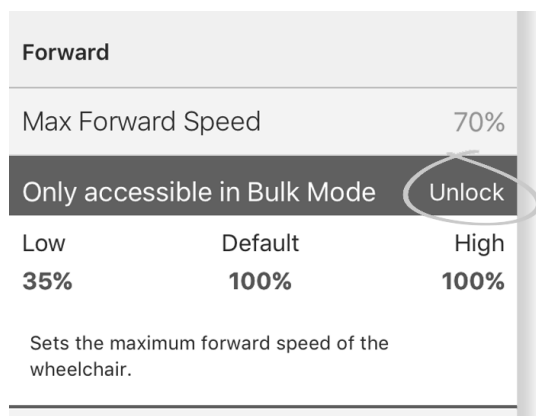 Forward
Max Forward Speed 70%
Only accessible in Bulk Mode Unlock
Low Default High
35% 100% 100%
Sets the maximum forward speed of the
wheelchair.